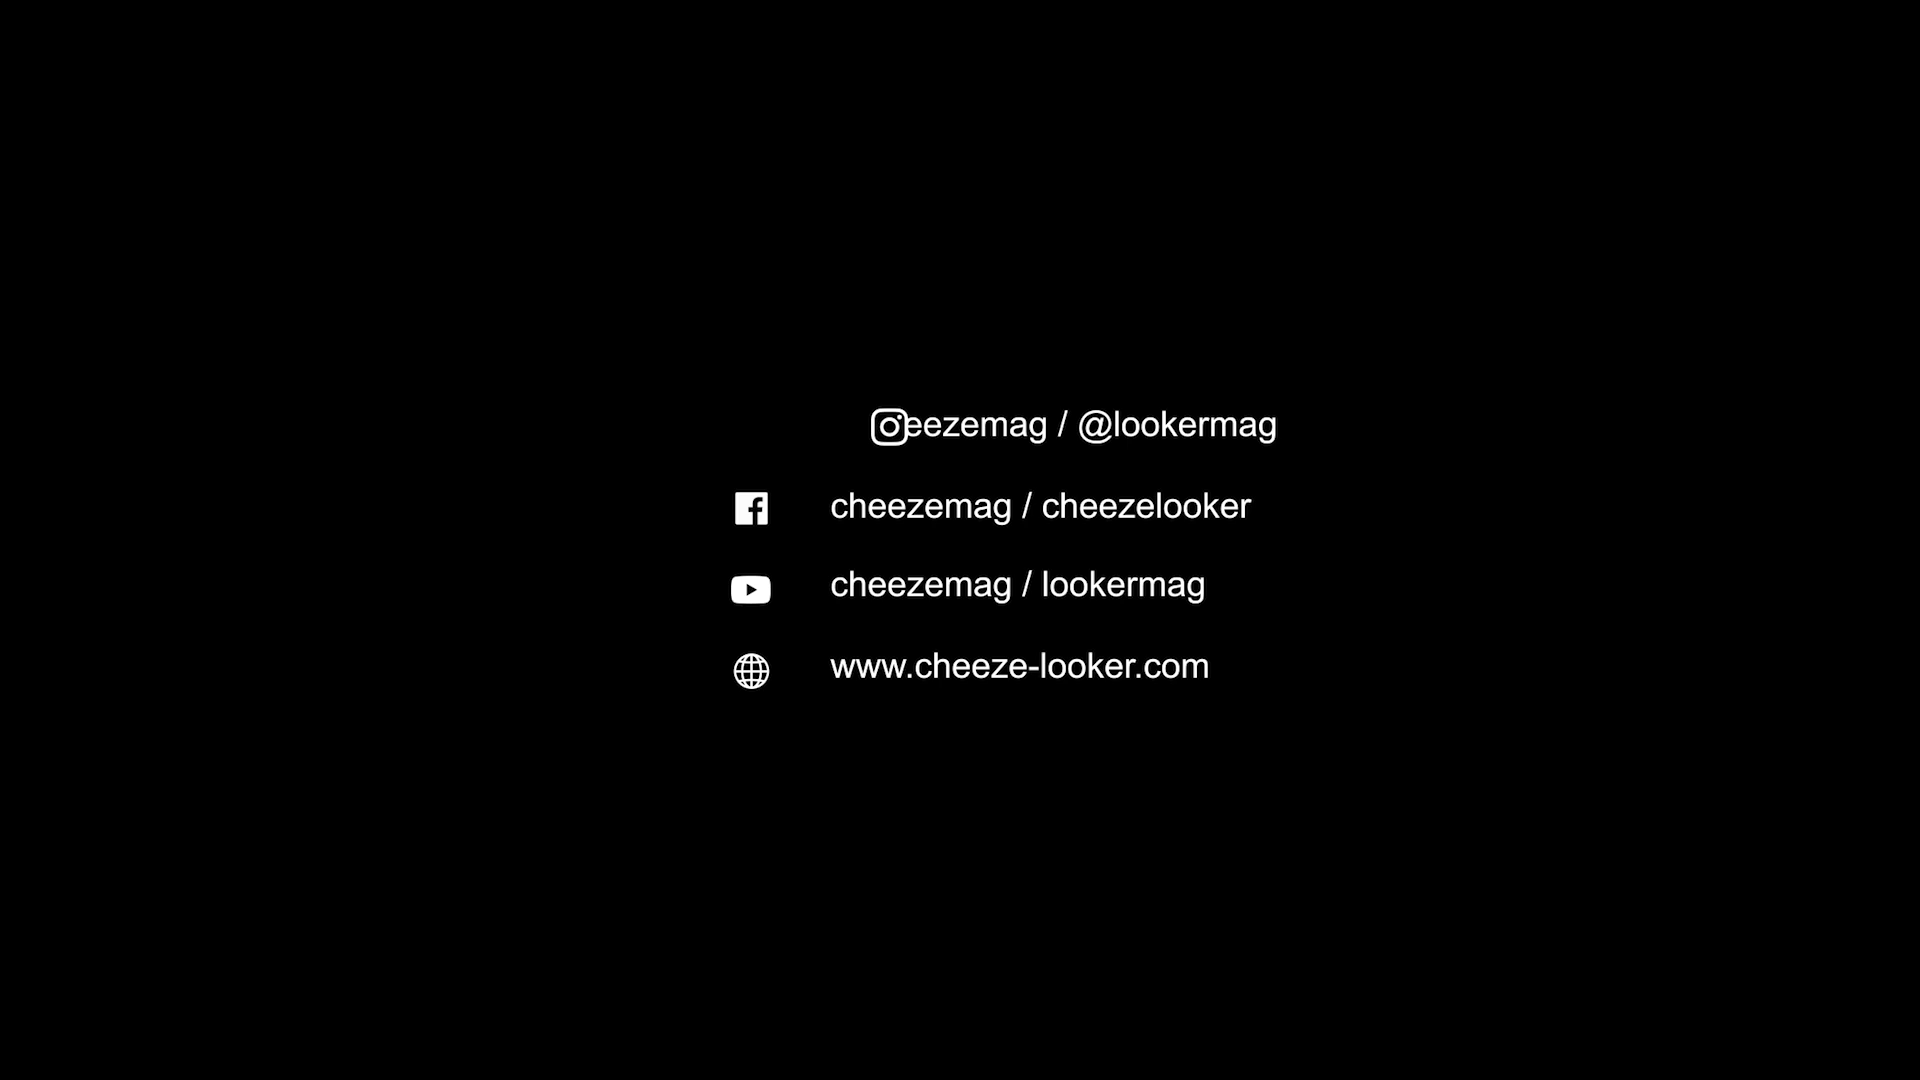 eezemag / @lookermag
cheezemag / cheezelooker
cheezemag / lookermag
www.cheeze-looker.com